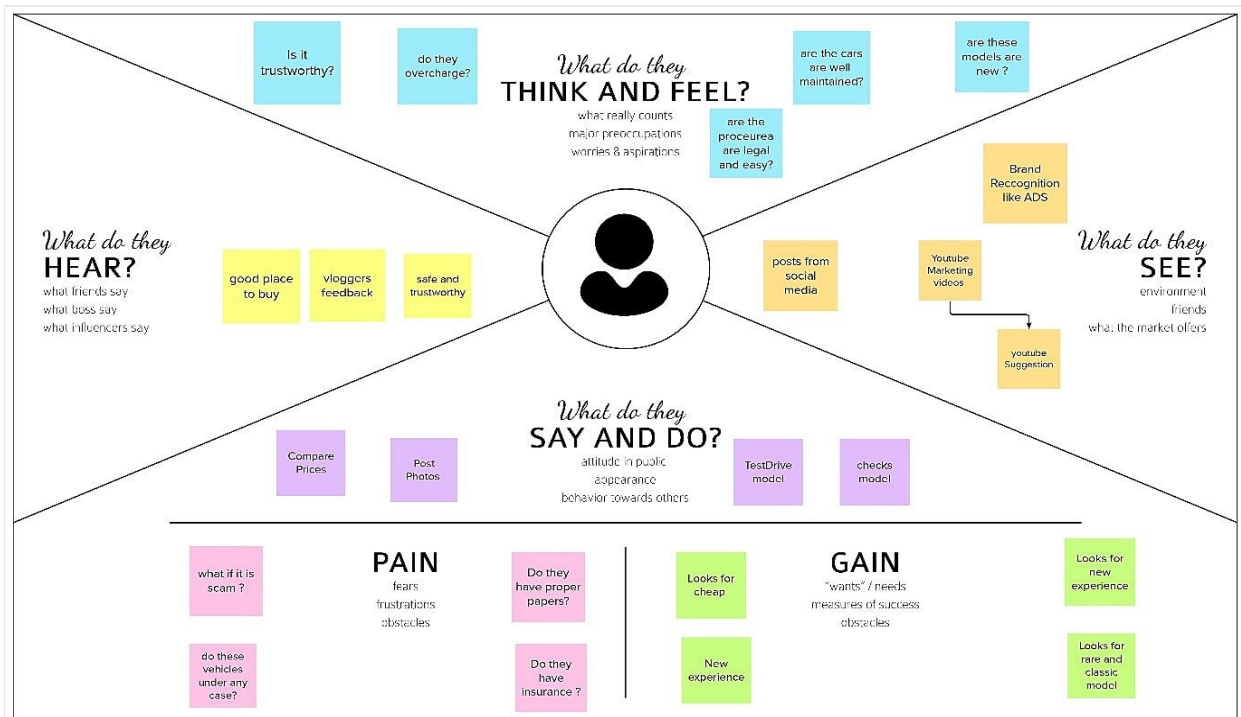 Is it
trustworthy?
do they
overcharge?
What do they
THINK AND FEEL?
what really counts
major preoccupations
worries & aspirations
are the cars
are well
maintained?
are these
models are
new ?
are the
proceurea
are legal
and easy?
What do they
HEAR?
what friends say
what boss say
what influencers say
good place
to buy
vloggers
feedback
safe and
trustworthy
posts from
social
media
Brand
Reccognition
like ADS
Youtube
Marketing
videos
youtube
Suggestion
What do they
SEE?
environment
friends
what the market offers
What do they
SAY AND DO?
attitude in public
appearance
behavior towards others
Compare
Prices
Post
Photos
TestDrive
model
checks
model
PAIN
fears
frustrations
obstacles
what if it is
scam ?
Do they
have proper
papers?
do these
vehicles
under any
case?
Do they
have
insurance ?
GAIN
"wants" / needs
measures of success
obstacles
Looks for
cheap
Looks for
new
experience
New
experience
Looks for
rare and
classic
model